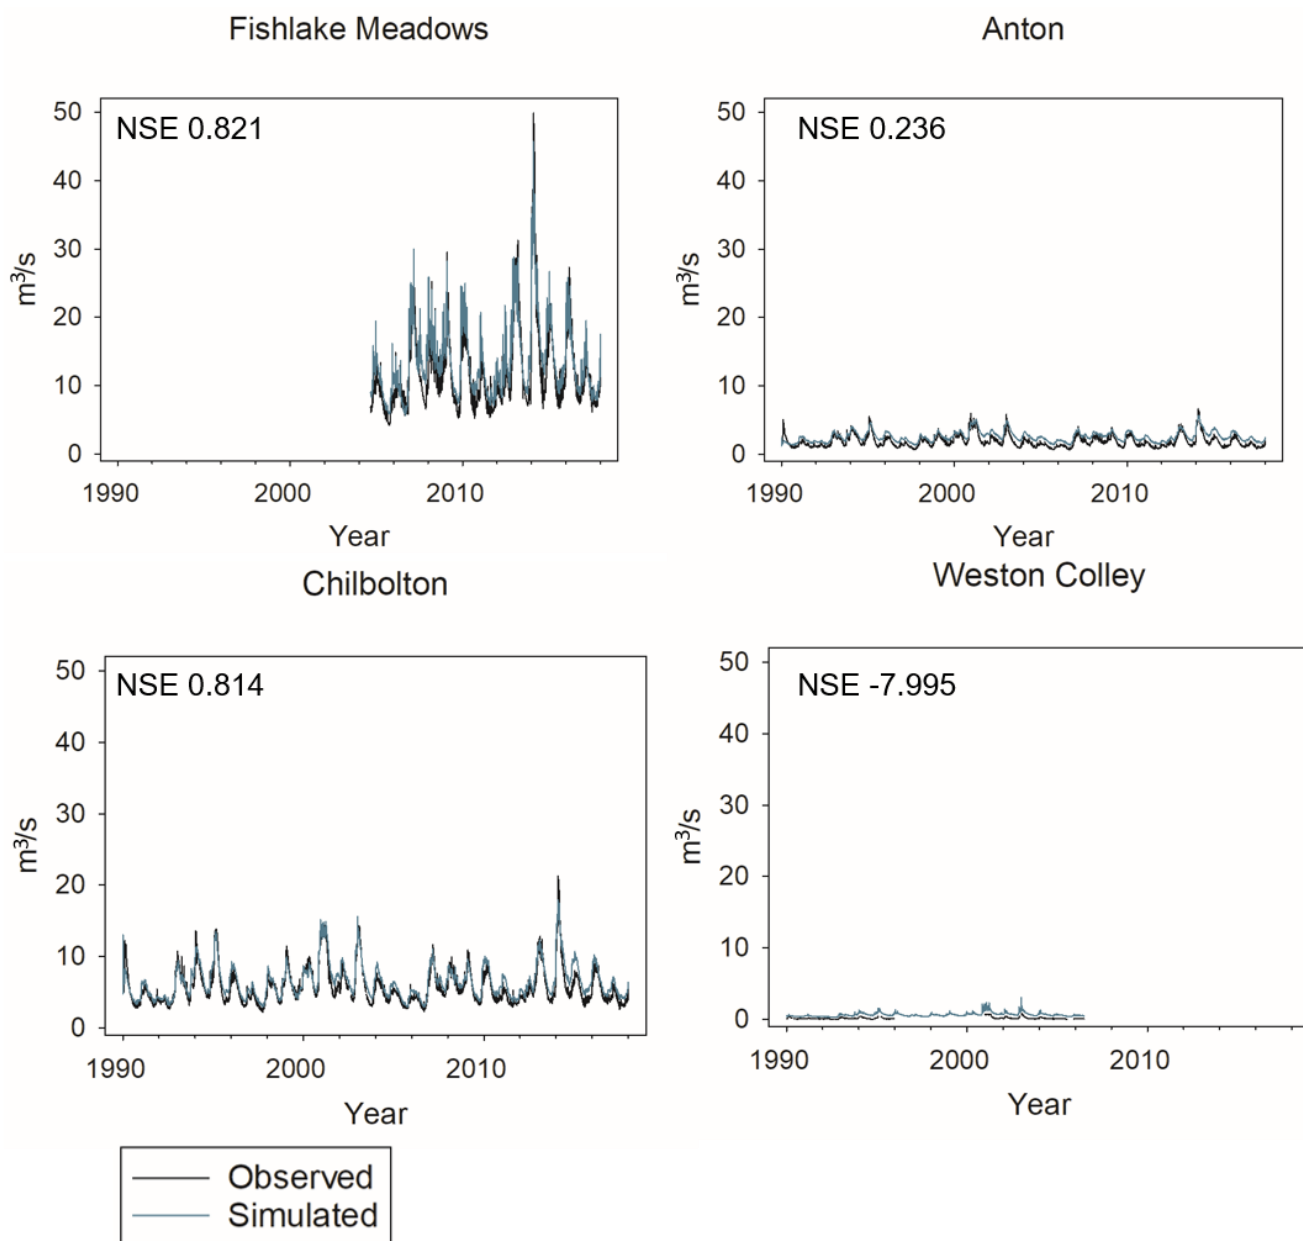 Fishlake Meadows
NSE 0.821
50
40
30
20
10
0
m³/s
1990 2000 2010
Year
Anton
NSE 0.236
50
40
30
20
10
0
m³/s
1990 2000 2010
Year
Chilbolton
NSE 0.814
50
40
30
20
10
0
m³/s
1990 2000 2010
Year
Weston Colley
NSE -7.995
50
40
30
20
10
0
m³/s
1990 2000 2010
Year
Observed
Simulated